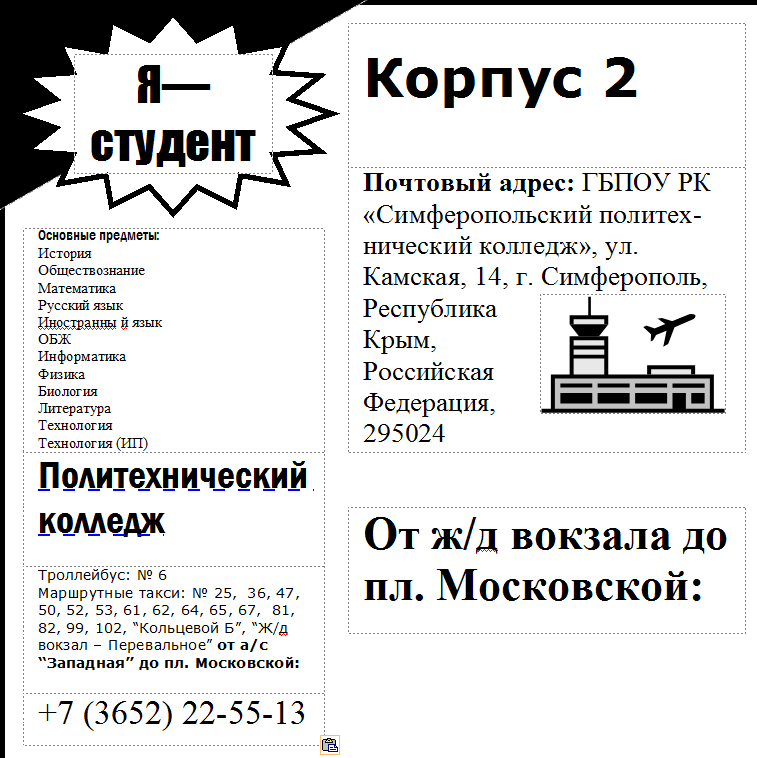 Я—
студент
Основные предметы:
История
Обществознание
Математика
Русский язык
Иностранны й язык
ОБЖ
Информатика
Физика
Биология
Литература
Технология
Технология (ИП)
Политехнический
колледж
Троллейбус: № 6
Маршрутные такси: № 25,  36, 47,
50, 52, 53, 61, 62, 64, 65, 67,  81,
82, 99, 102, “Кольцевой Б”, “Ж/д
вокзал – Перевальное” от а/с
“Западная” до пл. Московской:
+7 (3652) 22-55-13
Корпус 2
Почтовый адрес: ГБПОУ РК
«Симферопольский политех-
нический колледж», ул.
Камская, 14, г. Симферополь,
Республика
Крым,
Российская
Федерация,
295024
От ж/д вокзала до
пл. Московской: